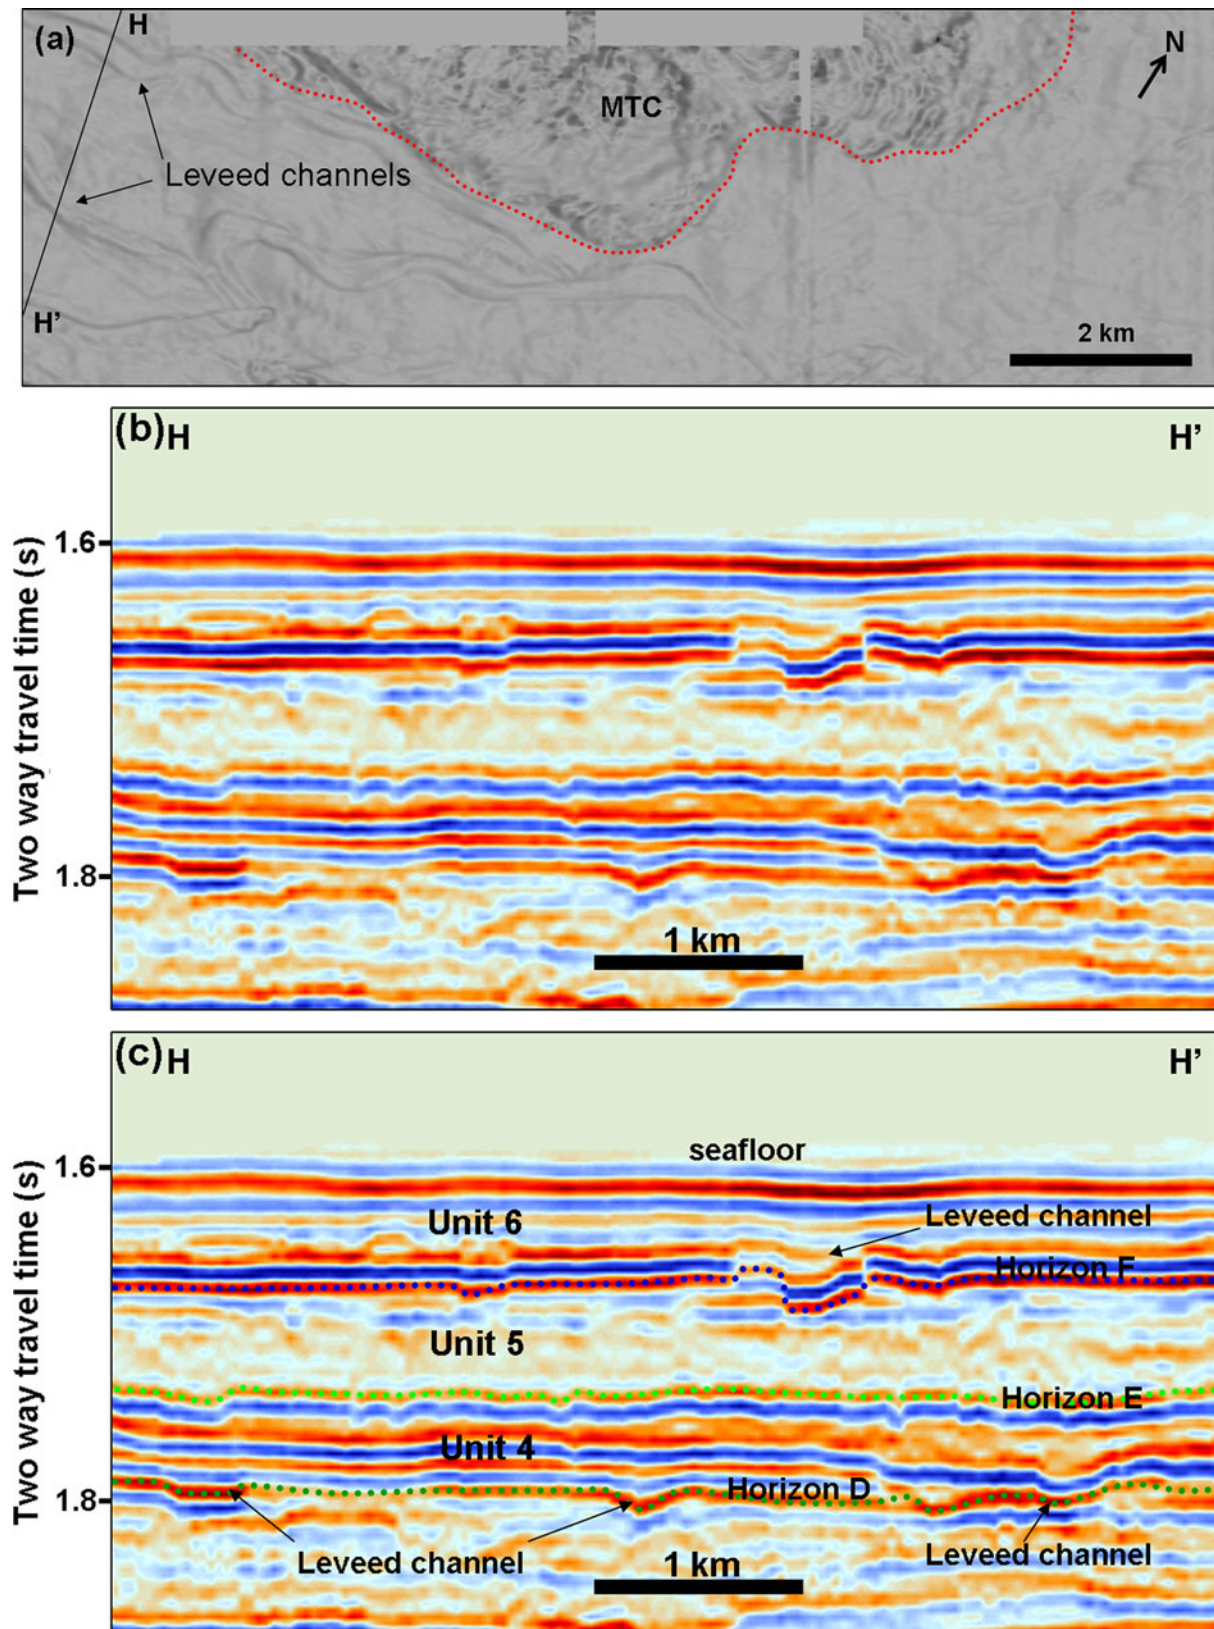 (a)
H
N
MTC
Leveed channels
H'
2 km
(b)
H
H'
Two way travel time (s)
1.6
1.8
1 km
(c)
H
H'
Two way travel time (s)
seafloor
1.6
Unit 6
Leveed channel
Horizon F
Unit 5
Horizon E
Unit 4
Horizon D
1.8
Leveed channel
Leveed channel
1 km